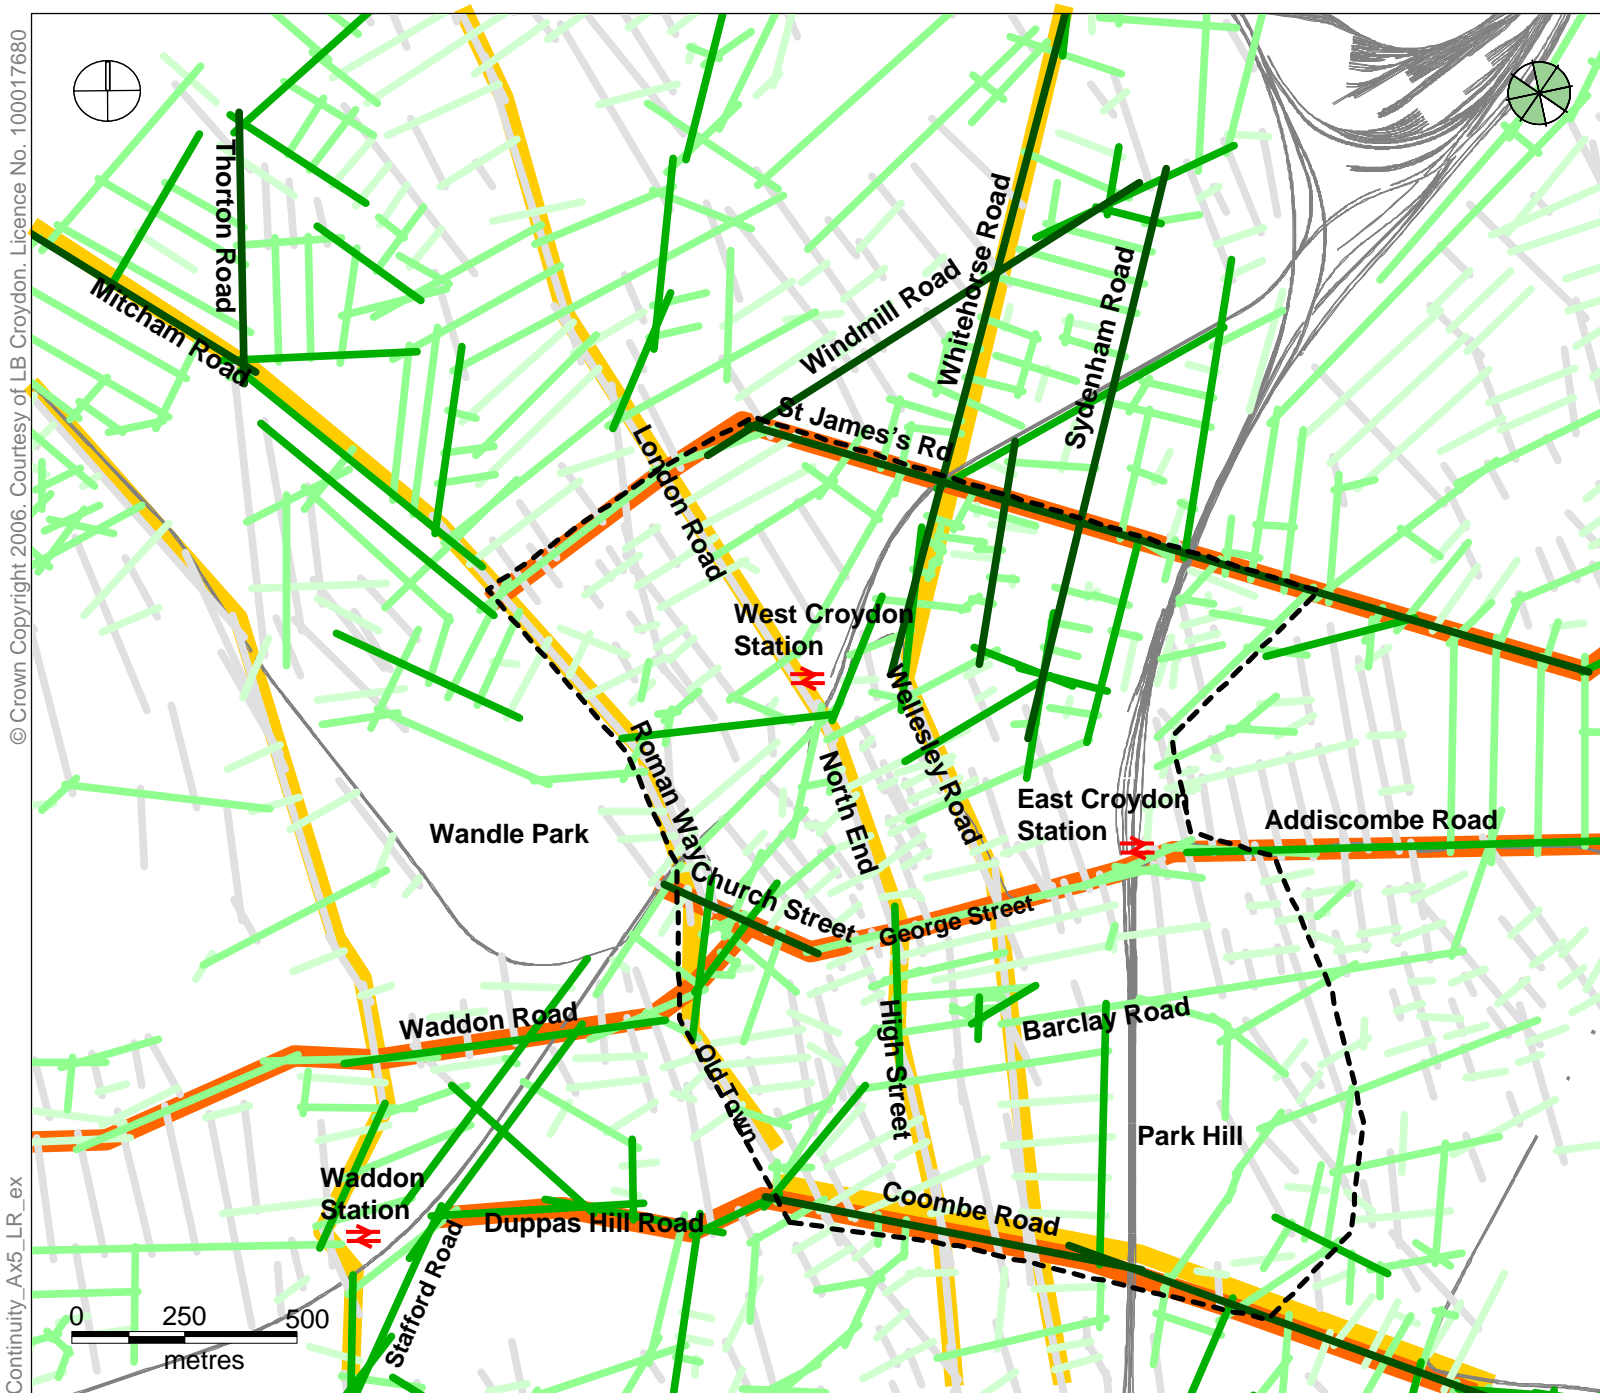 © Crown Copyright 2006. Courtesy of LB Croydon. Licence No. 100017680
Thorton Road
Mitcham Road
Whitehorse Road
Windmill Road
Sydenham Road
St James's Rd
London Road
West Croydon
Station
Wellesley Road
Roman Way
North End
East Croydon
Station
Addiscombe Road
Wandle Park
Church Street
George Street
Waddon Road
High Street
Barclay Road
Old Town
Park Hill
Waddon
Station
Duppas Hill Road
Coombe Road
Stafford Road
0 250 500
metres
Continuity_Ax5_LR_ex